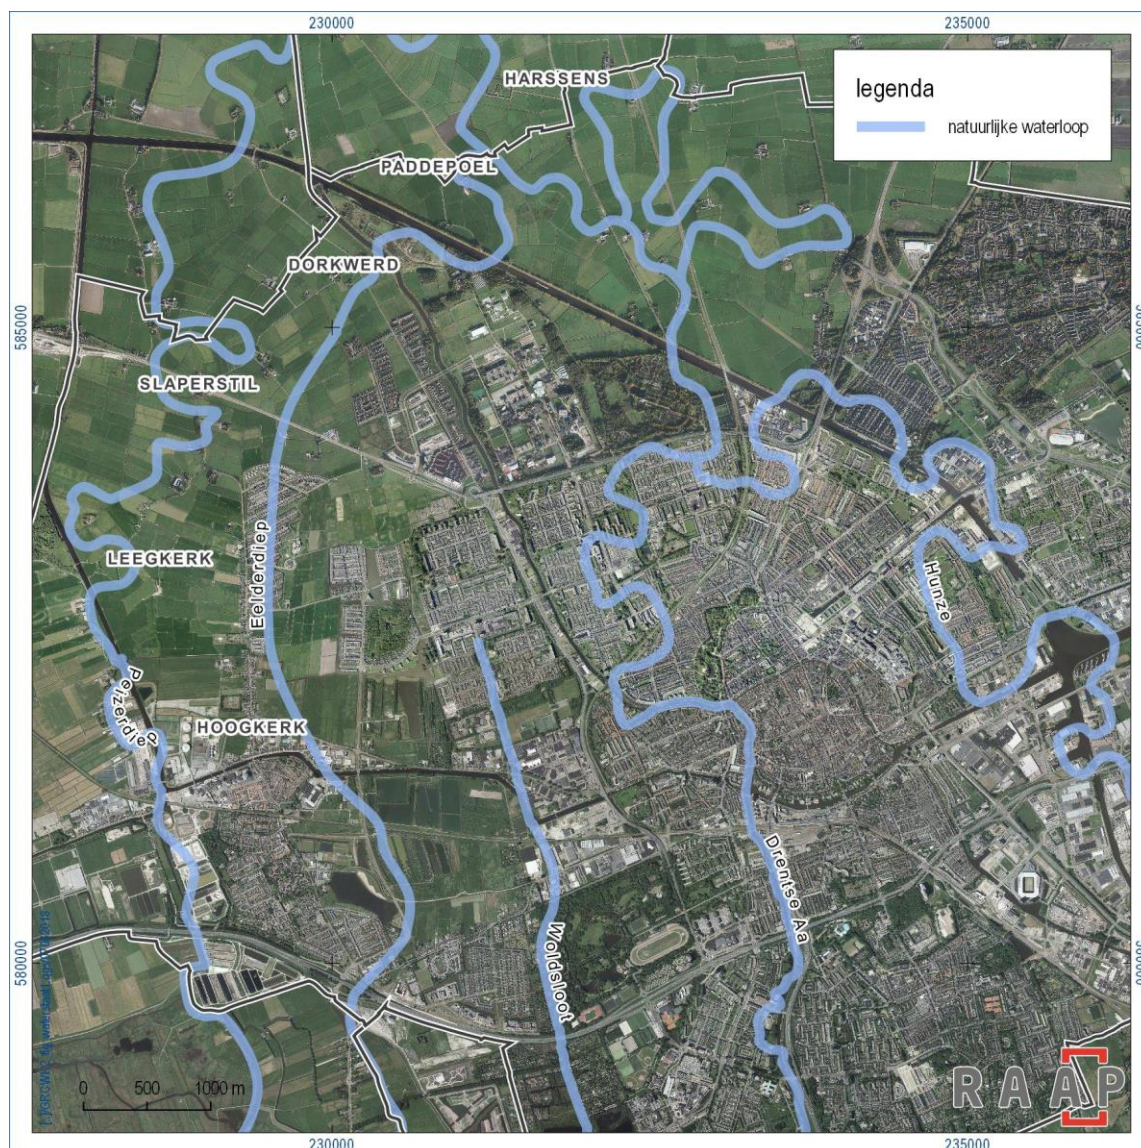 230000
235000
HARSSENS
legenda
natuurlijke waterloop
PADDEPOEL
DORKWERD
585000
SLAPERSTIL
LEEGKERK
Eelderdiep
Hunze
Peizerdiep
HOOGKERK
Drentse Aa
Woldsloot
580000
0 500 1000 m
RAAP
230000
235000